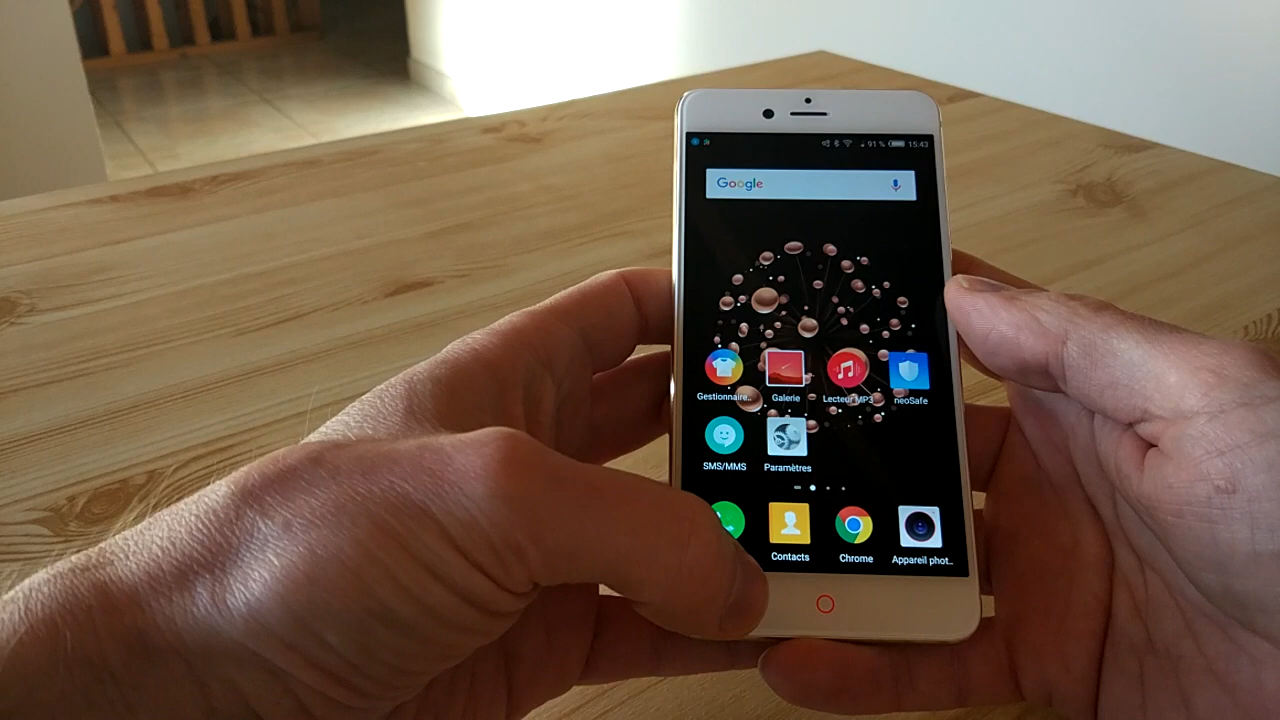 91 % 15:43
Google
Gestionnaire.. Galerie Lecteur MP3 neoSafe
SMS/MMS Paramètres
Contacts Chrome Appareil phot..